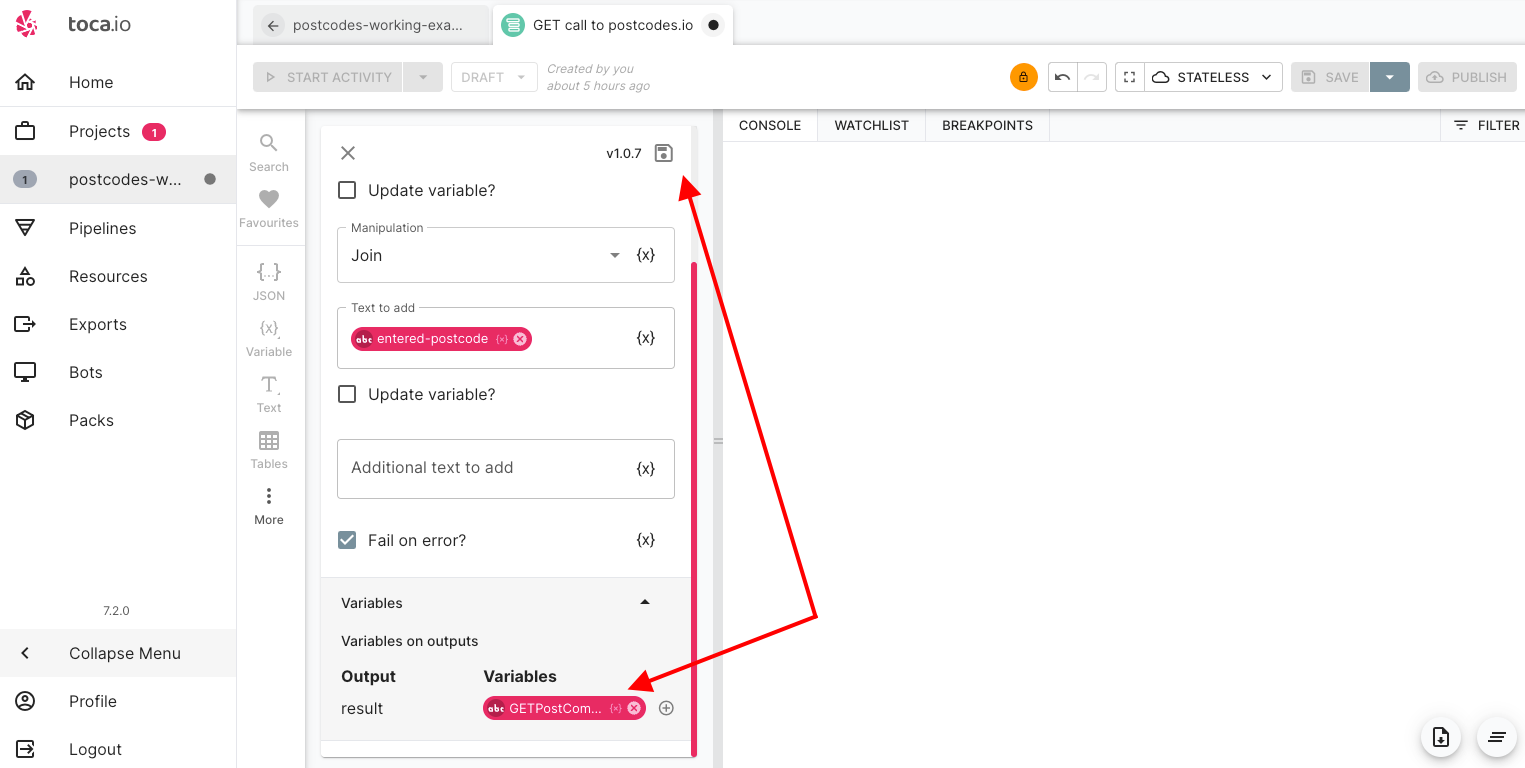 toca.io
Home
Projects 1
1 postcodes-w...
Pipelines
Resources
Exports
Bots
Packs
7.2.0
Collapse Menu
Profile
Logout
postcodes-working-exa...
GET call to postcodes.io
START ACTIVITY
DRAFT
Created by you
about 5 hours ago
STATELESS
SAVE
PUBLISH
Search
Favourites
{...}
JSON
{x}
Variable
T
Text
Tables
More
v1.0.7
Update variable?
Manipulation
Join {x}
Text to add
abc entered-postcode {x} {x}
Update variable?
Additional text to add {x}
Fail on error? {x}
Variables
Variables on outputs
Output Variables
result abc GETPostCom... {x}
CONSOLE WATCHLIST BREAKPOINTS FILTER